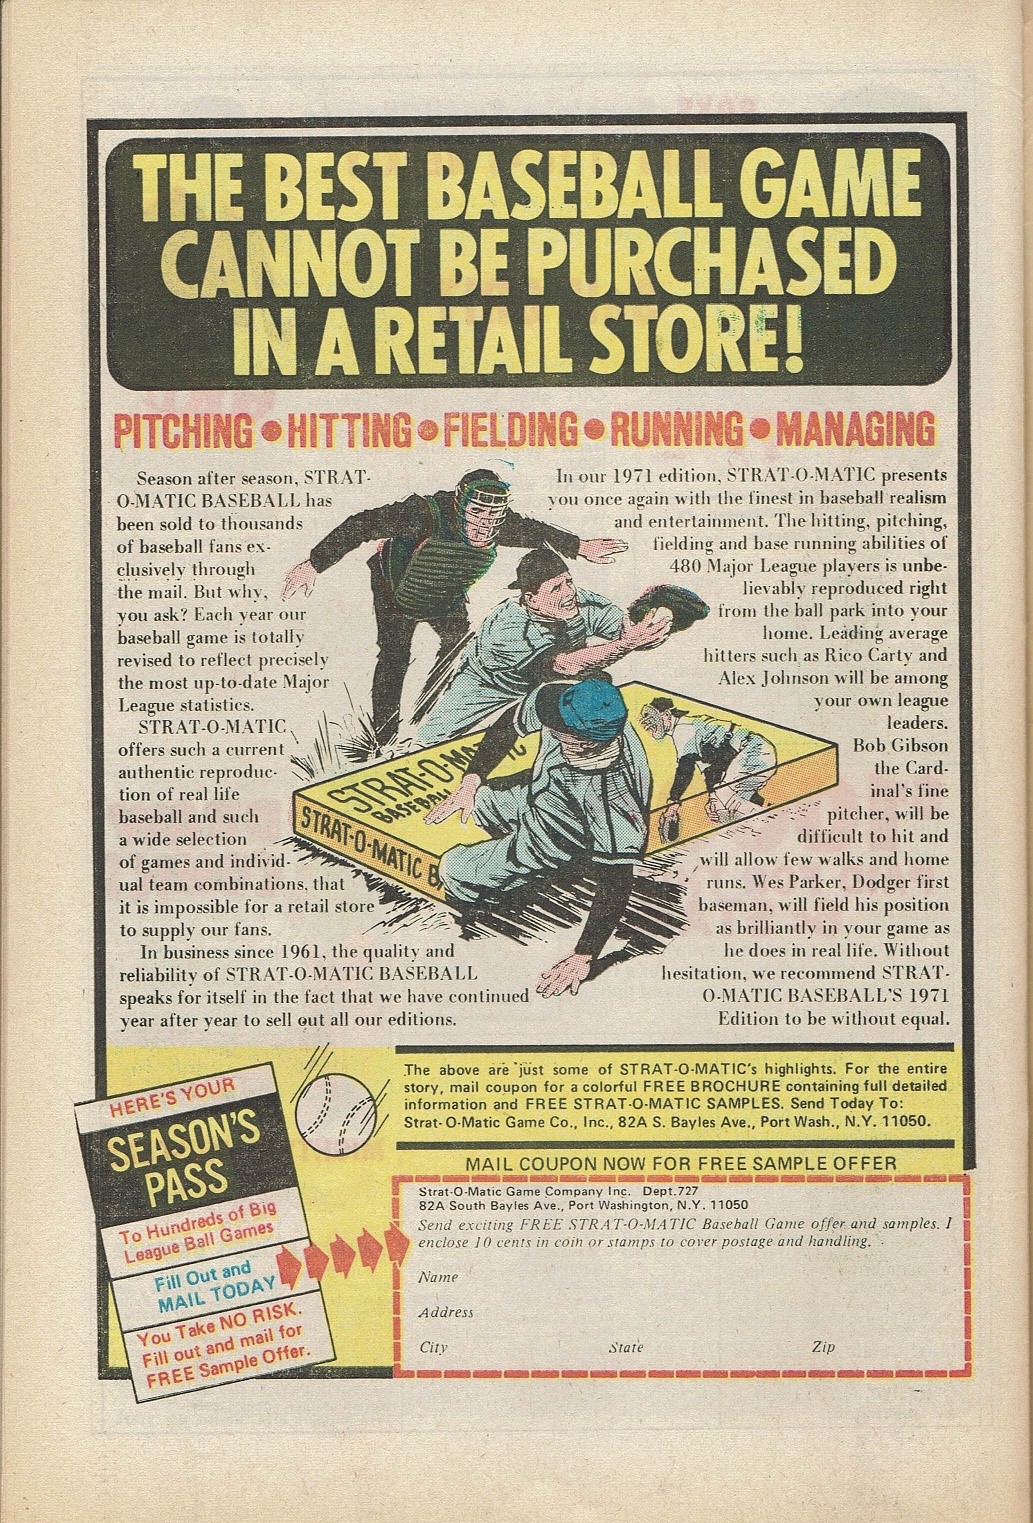 THE BEST BASEBALL GAME
CANNOT BE PURCHASED
IN A RETAIL STORE!
PITCHING • HITTING • FIELDING • RUNNING • MANAGING
Season after season, STRAT-
O-MATIC BASEBALL has
been sold to thousands
of baseball fans ex-
clusively through
the mail. But why,
you ask? Each year our
baseball game is totally
revised to reflect precisely
the most up-to-date Major
League statistics.
STRAT-O-MATIC
offers such a current
authentic reproduc-
tion of real life
baseball and such
a wide selection
of games and individ-
ual team combinations, that
it is impossible for a retail store
to supply our fans.
In business since 1961, the quality and
reliability of STRAT-O-MATIC BASEBALL
speaks for itself in the fact that we have continued
year after year to sell out all our editions.
STRAT-O-MATIC
BASEBALL
STRAT-O-MATIC B
In our 1971 edition, STRAT-O-MATIC presents
you once again with the finest in baseball realism
and entertainment. The hitting, pitching,
fielding and base running abilities of
480 Major League players is unbe-
lievably reproduced right
from the ball park into your
home. Leading average
hitters such as Rico Carty and
Alex Johnson will be among
your own league
leaders.
Bob Gibson
the Card-
inal's fine
pitcher, will be
difficult to hit and
will allow few walks and home
runs. Wes Parker, Dodger first
baseman, will field his position
as brilliantly in your game as
he does in real life. Without
hesitation, we recommend STRAT-
O-MATIC BASEBALL'S 1971
Edition to be without equal.
HERE'S YOUR
SEASON'S
PASS
To Hundreds of Big
League Ball Games
Fill Out and
MAIL TODAY
You Take NO RISK.
Fill out and mail for
FREE Sample Offer.
The above are just some of STRAT-O-MATIC's highlights. For the entire
story, mail coupon for a colorful FREE BROCHURE containing full detailed
information and FREE STRAT-O-MATIC SAMPLES. Send Today To:
Strat-O-Matic Game Co., Inc., 82A S. Bayles Ave., Port Wash., N.Y. 11050.
MAIL COUPON NOW FOR FREE SAMPLE OFFER
Strat-O-Matic Game Company Inc. Dept.727
82A South Bayles Ave., Port Washington, N.Y. 11050
Send exciting FREE STRAT-O-MATIC Baseball Game offer and samples. I
enclose 10 cents in coin or stamps to cover postage and handling.
Name
Address
City State Zip